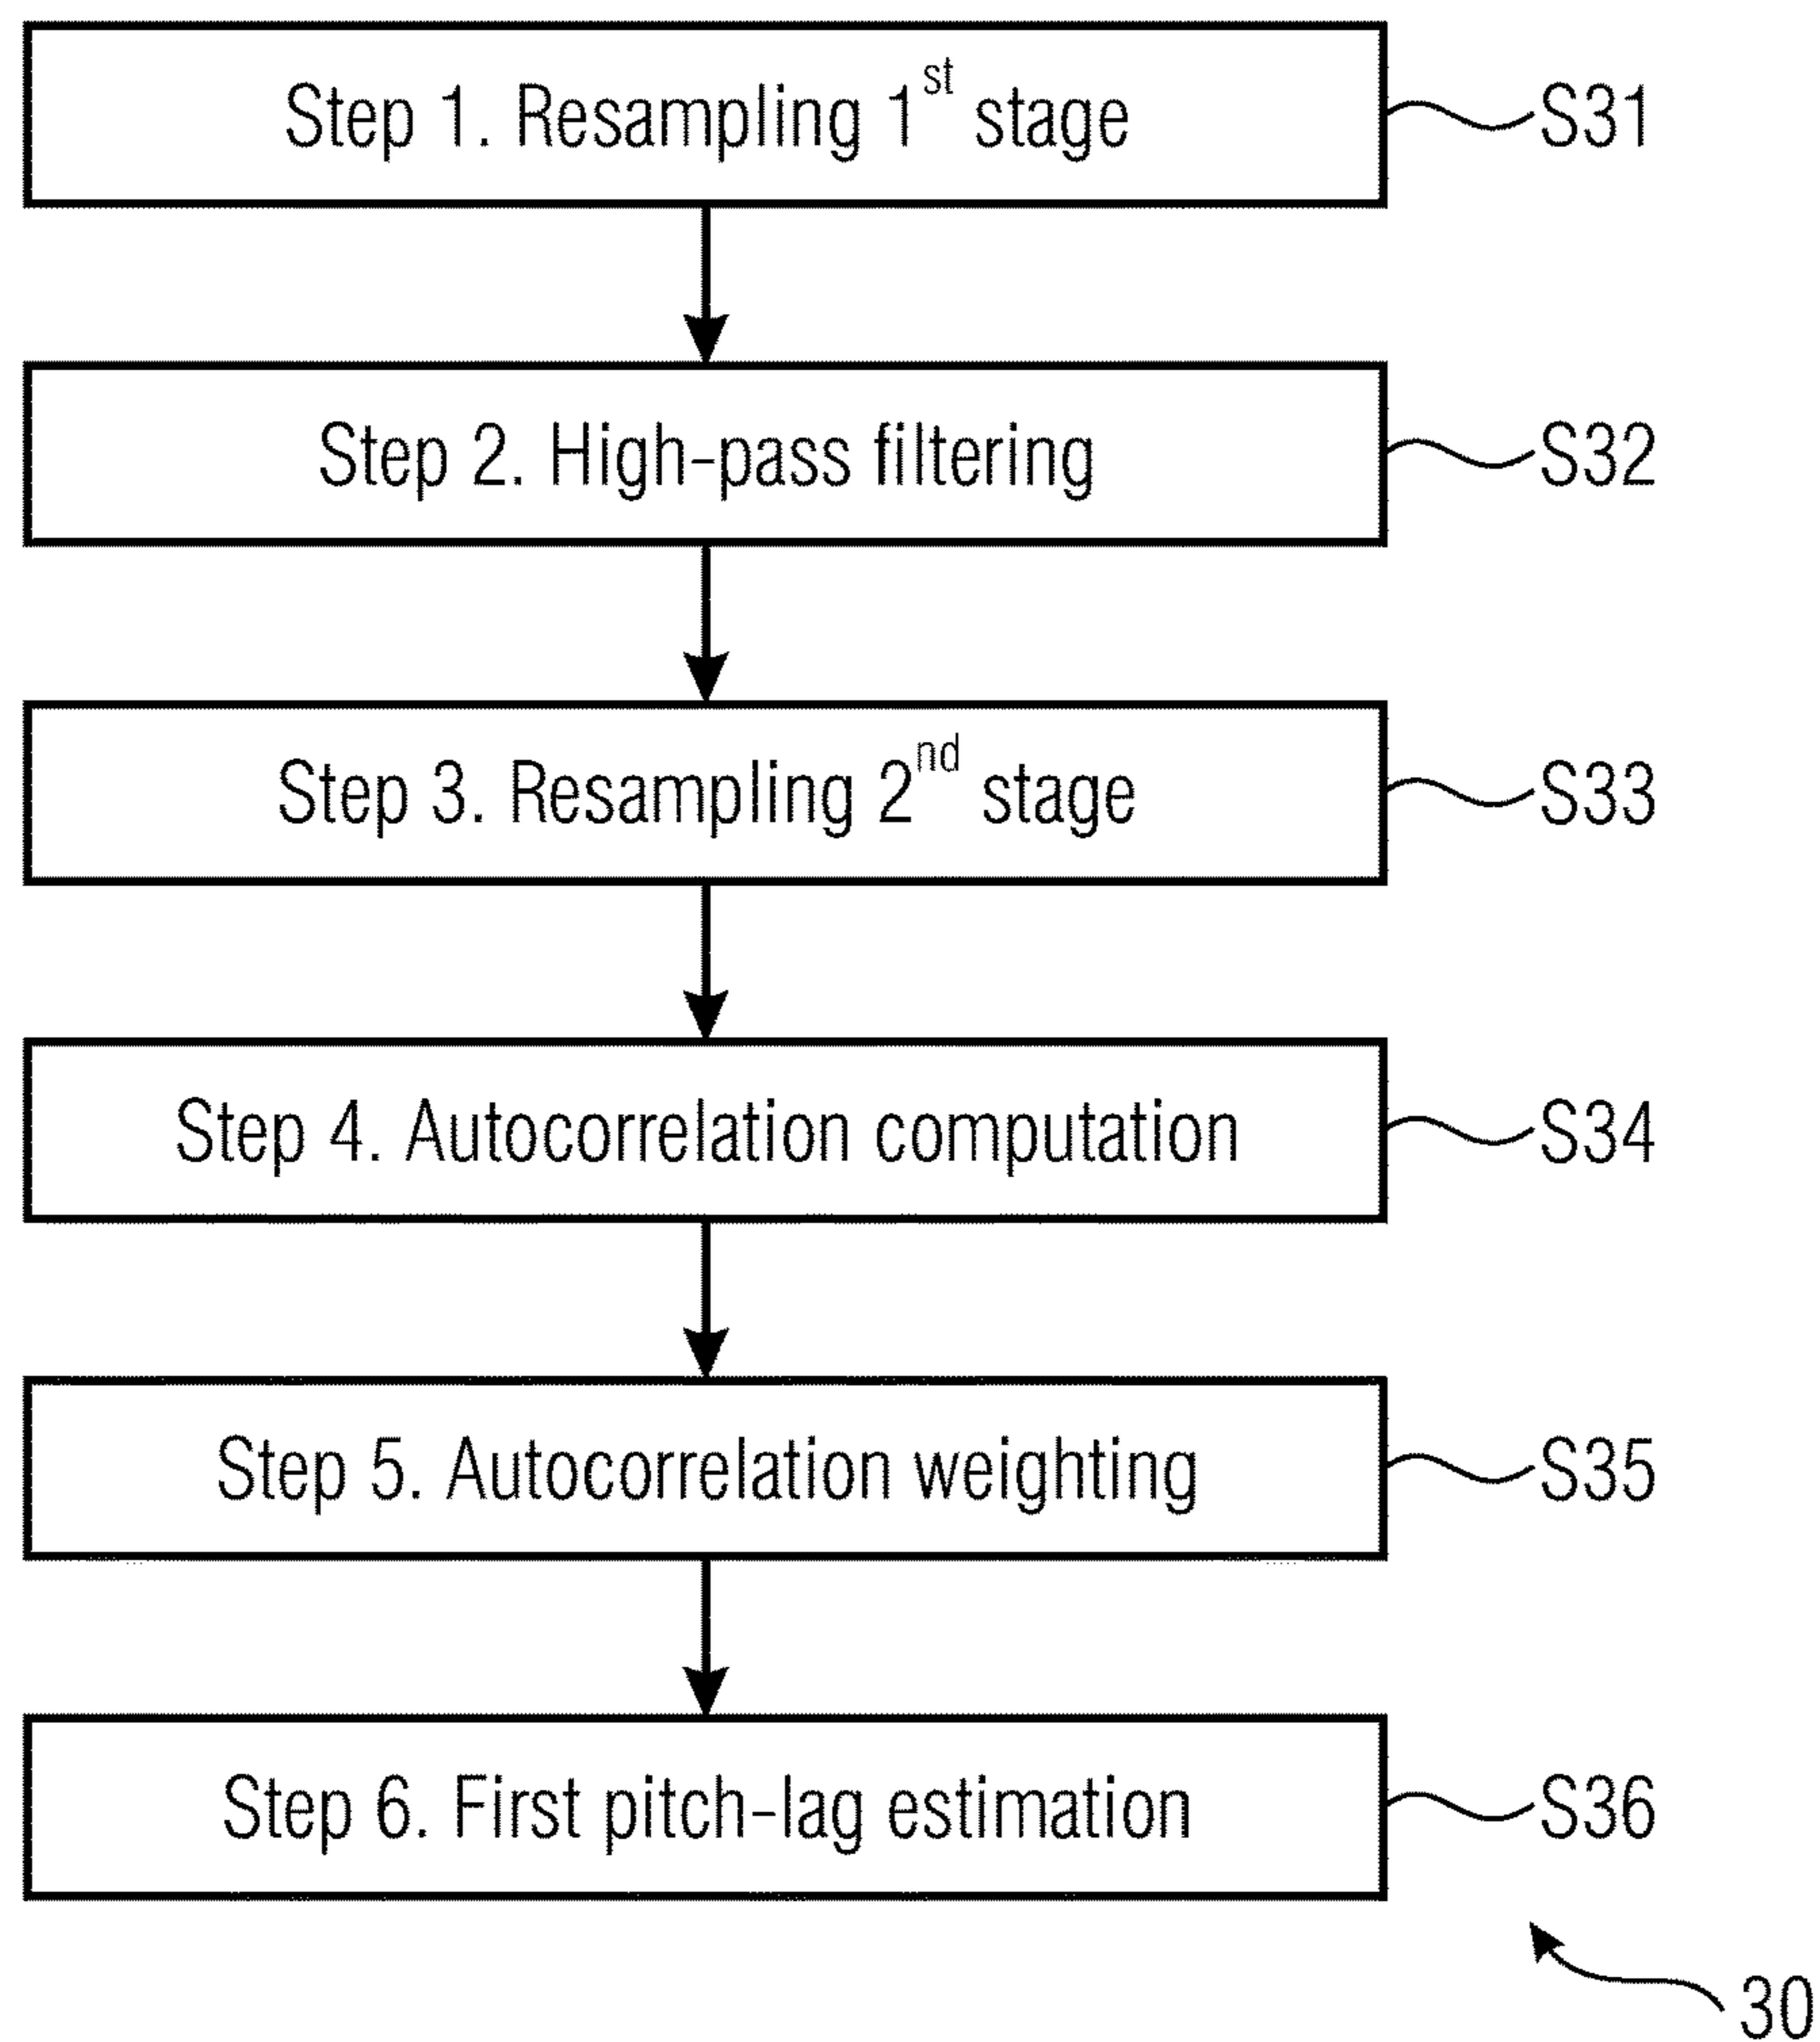 Step 1. Resampling 1st stage
S31
Step 2. High-pass filtering
S32
Step 3. Resampling 2nd stage
S33
Step 4. Autocorrelation computation
S34
Step 5. Autocorrelation weighting
S35
Step 6. First pitch-lag estimation
S36
30